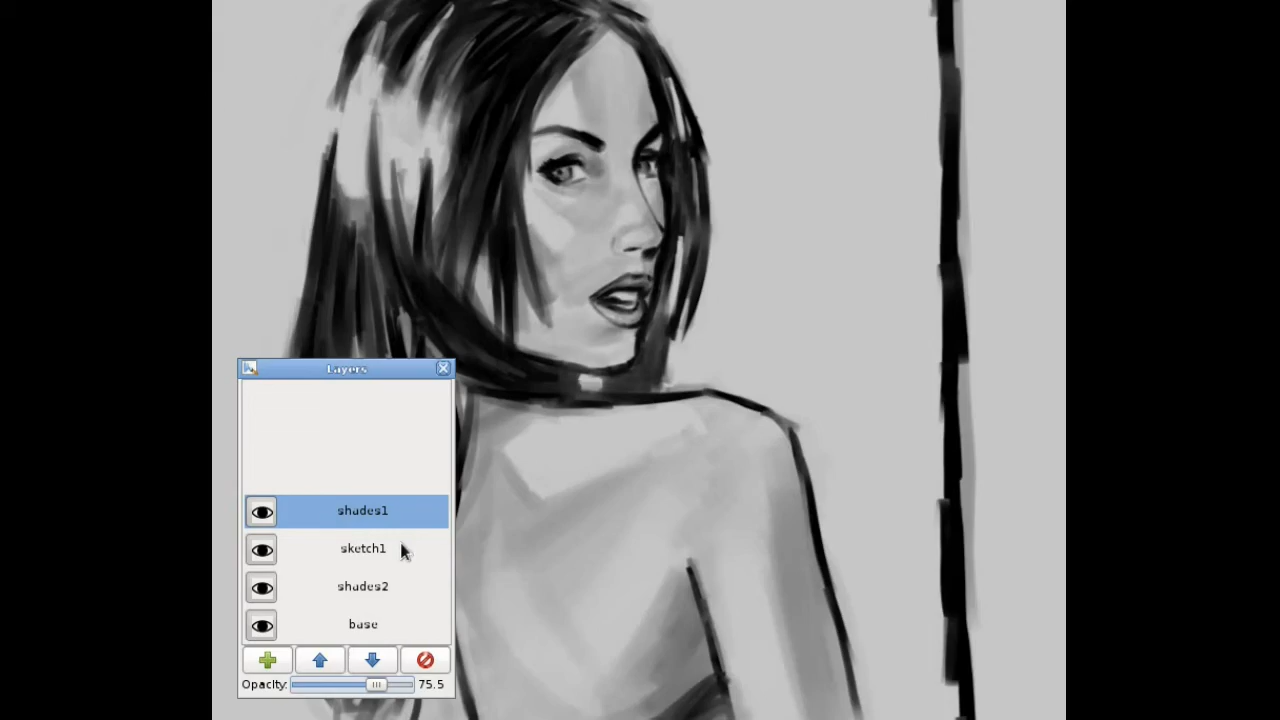 Layers
shades1
sketch1
shades2
base
Opacity: 75.5